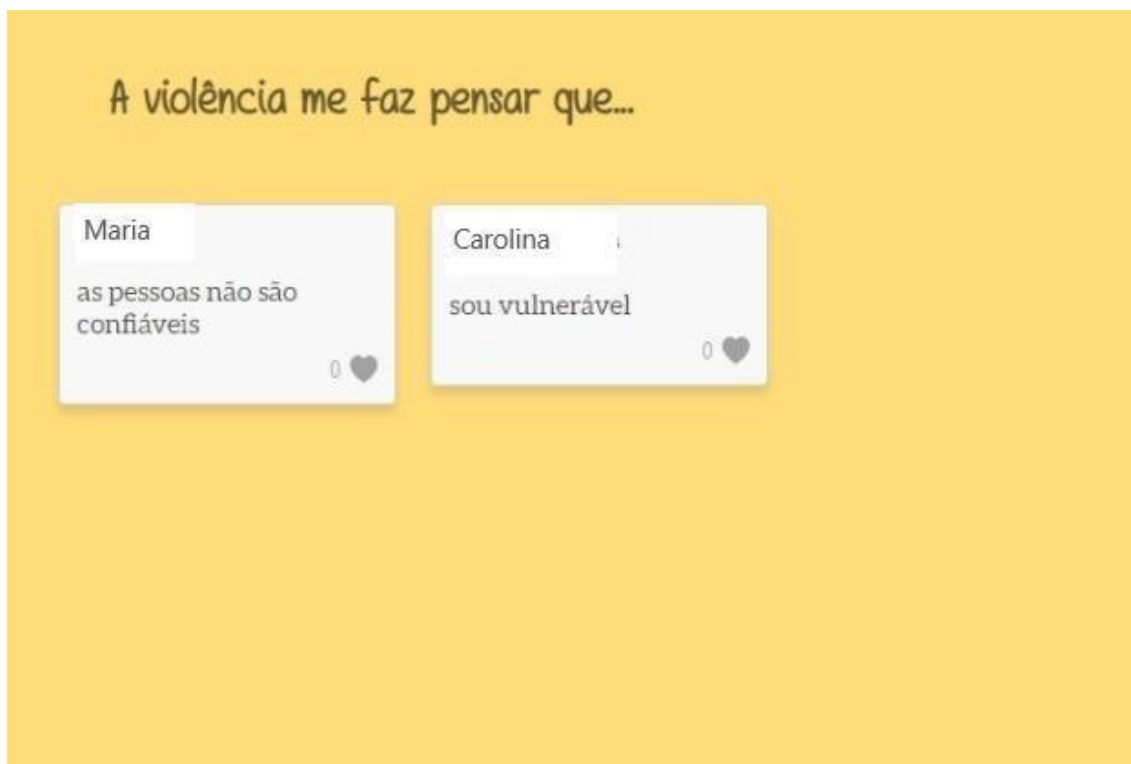 A violência me faz pensar que...
Maria
as pessoas não são
confiáveis
0
Carolina
sou vulnerável
0